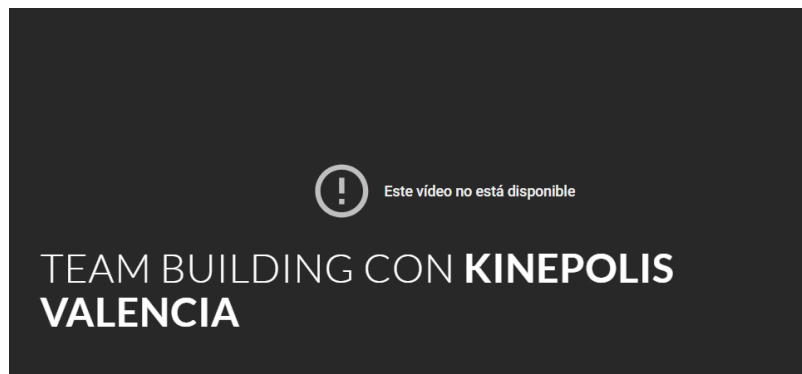 Este vídeo no está disponible
TEAM BUILDING CON KINEPOLIS
VALENCIA